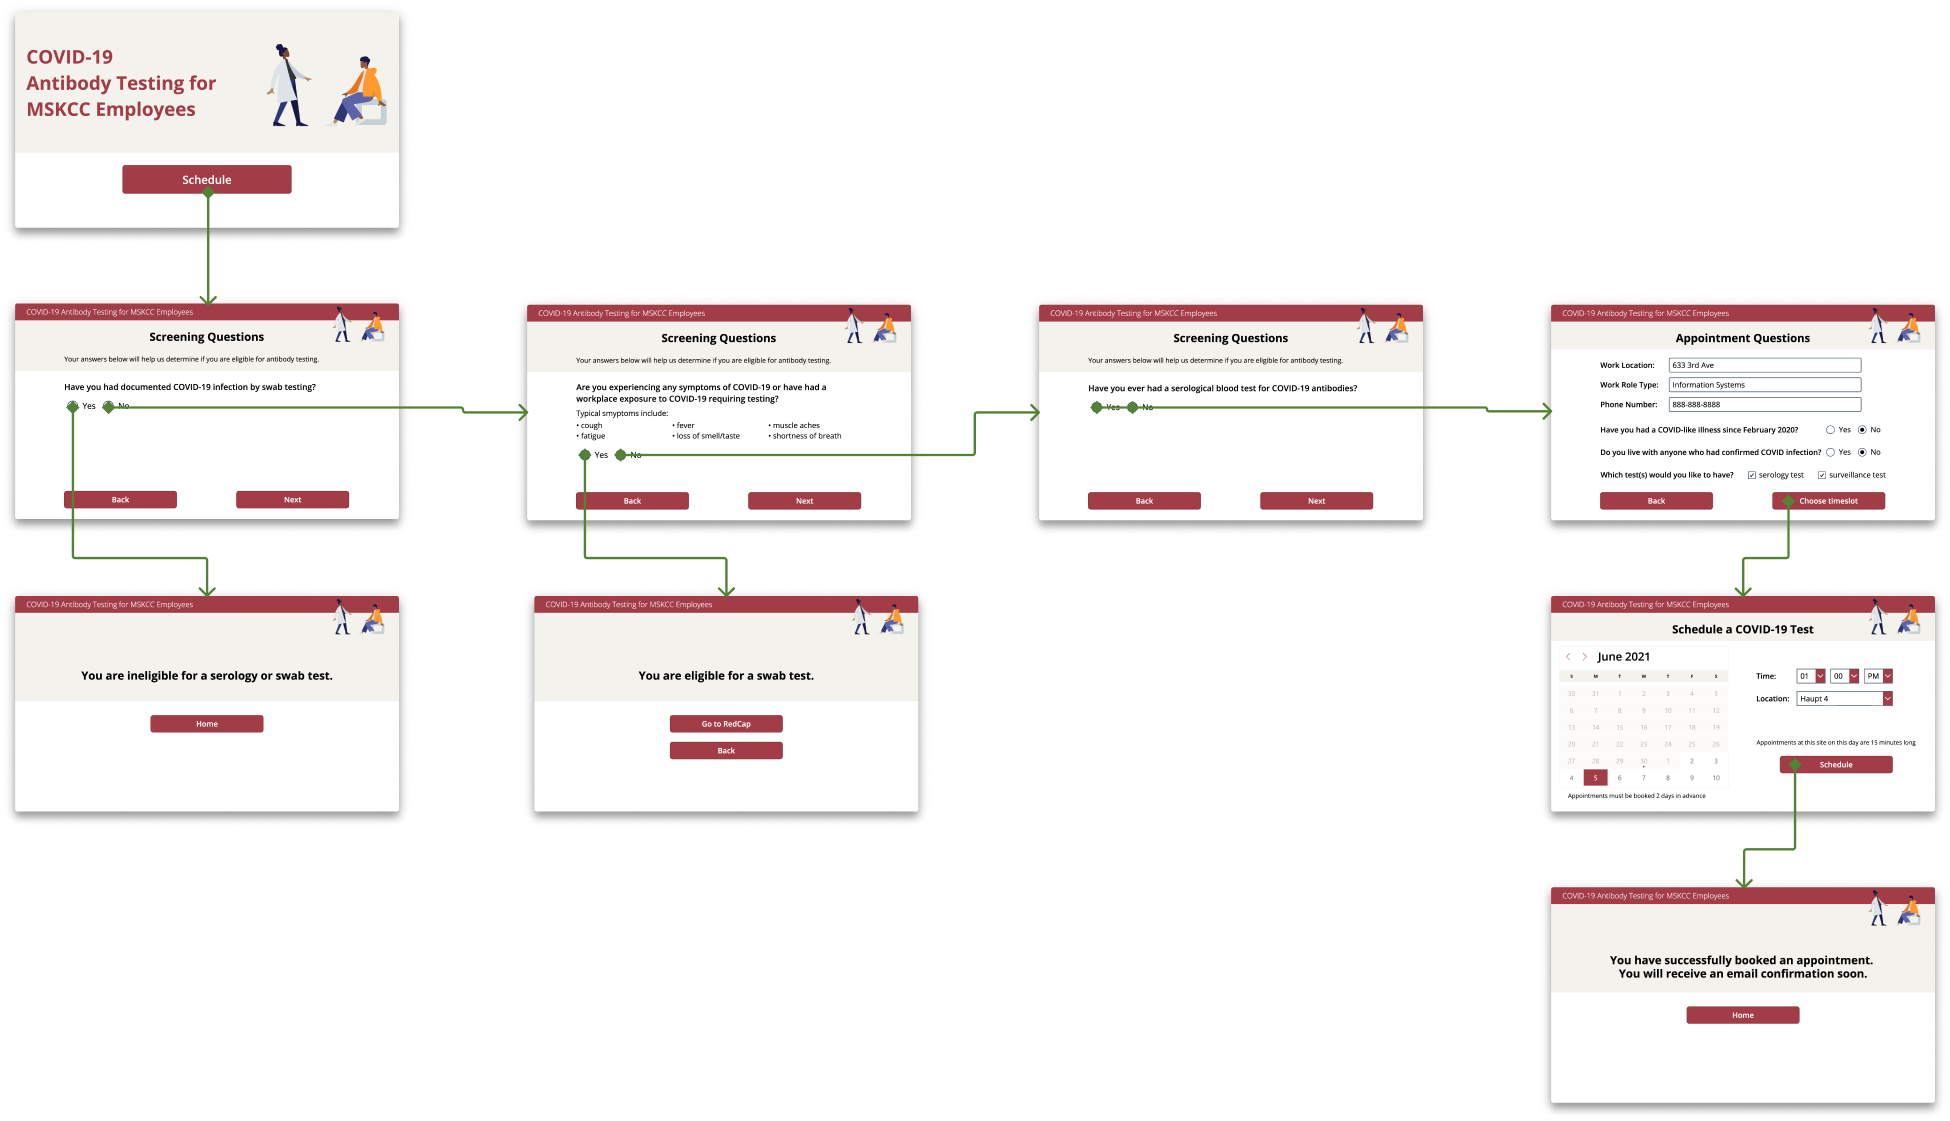 COVID-19
Antibody Testing for
MSKCC Employees
Schedule
COVID-19 Antibody Testing for MSKCC Employees
Screening Questions
Your answers below will help us determine if you are eligible for antibody testing.
Have you had documented COVID-19 infection by swab testing?
Yes No
Back Next
COVID-19 Antibody Testing for MSKCC Employees
Screening Questions
Your answers below will help us determine if you are eligible for antibody testing.
Are you experiencing any symptoms of COVID-19 or have had a
workplace exposure to COVID-19 requiring testing?
Typical smyptoms include:
• cough • fever • muscle aches
• fatigue • loss of smell/taste • shortness of breath
Yes No
Back Next
COVID-19 Antibody Testing for MSKCC Employees
Screening Questions
Your answers below will help us determine if you are eligible for antibody testing.
Have you ever had a serological blood test for COVID-19 antibodies?
Yes No
Back Next
COVID-19 Antibody Testing for MSKCC Employees
Appointment Questions
Work Location: 633 3rd Ave
Work Role Type: Information Systems
Phone Number: 888-888-8888
Have you had a COVID-like illness since February 2020? Yes No
Do you live with anyone who had confirmed COVID infection? Yes No
Which test(s) would you like to have? serology test surveillance test
Back Choose timeslot
COVID-19 Antibody Testing for MSKCC Employees
You are ineligible for a serology or swab test.
Home
COVID-19 Antibody Testing for MSKCC Employees
You are eligible for a swab test.
Go to RedCap
Back
COVID-19 Antibody Testing for MSKCC Employees
Schedule a COVID-19 Test
June 2021
S M T W T F S
30 31 1 2 3 4 5
6 7 8 9 10 11 12
13 14 15 16 17 18 19
20 21 22 23 24 25 26
27 28 29 30 1 2 3
4 5 6 7 8 9 10
Appointments must be booked 2 days in advance
Time: 01 00 PM
Location: Haupt 4
Appointments at this site on this day are 15 minutes long
Schedule
COVID-19 Antibody Testing for MSKCC Employees
You have successfully booked an appointment.
You will receive an email confirmation soon.
Home